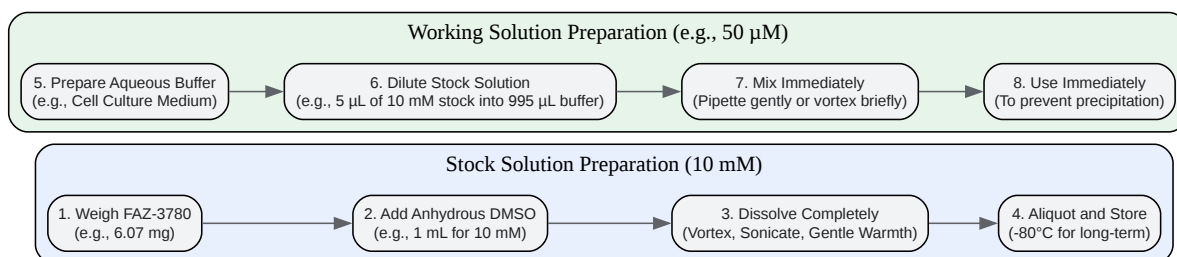 Working Solution Preparation (e.g., 50 µM)
5. Prepare Aqueous Buffer
(e.g., Cell Culture Medium)
6. Dilute Stock Solution
(e.g., 5 µL of 10 mM stock into 995 µL buffer)
7. Mix Immediately
(Pipette gently or vortex briefly)
8. Use Immediately
(To prevent precipitation)
Stock Solution Preparation (10 mM)
1. Weigh FAZ-3780
(e.g., 6.07 mg)
2. Add Anhydrous DMSO
(e.g., 1 mL for 10 mM)
3. Dissolve Completely
(Vortex, Sonicate, Gentle Warmth)
4. Aliquot and Store
(-80°C for long-term)